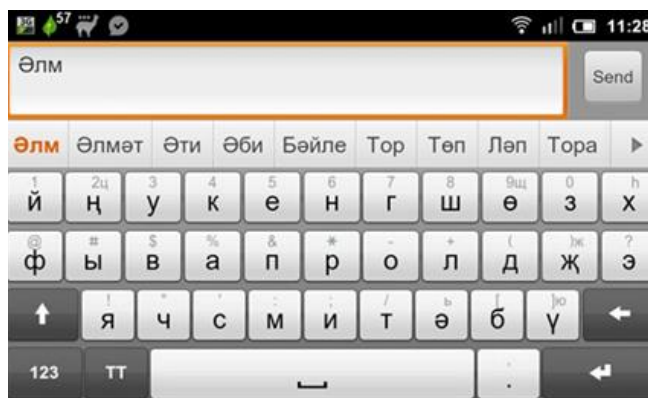 57 11:28
Әлм Send
Әлм Әлмәт Әти Әби Бәйле Тор Төп Ләп Тора
1 2ц 3 4 5 6 7 8 9щ 0 һ
й ң у к е н г ш ө з х
@ # $ % & * - + ( )җ ?
ф ы в а п р о л д ж э
! " ' : ; / ь [ ]ю
я ч с м и т ә б ү
123 TT .